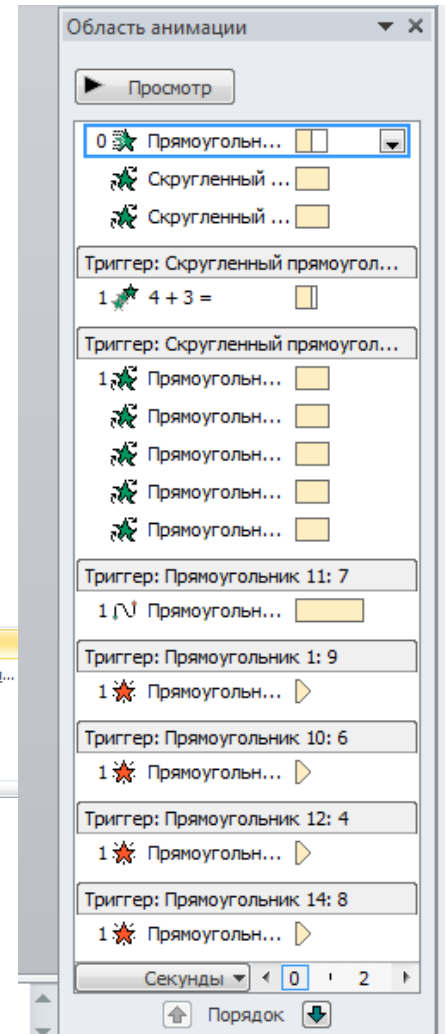 Область анимации
Просмотр
0 Прямоугольн...
Скругленный ...
Скругленный ...
Триггер: Скругленный прямоугол...
1 4 + 3 =
Триггер: Скругленный прямоугол...
1 Прямоугольн...
Прямоугольн...
Прямоугольн...
Прямоугольн...
Прямоугольн...
Триггер: Прямоугольник 11: 7
1 Прямоугольн...
Триггер: Прямоугольник 1: 9
1 Прямоугольн...
Триггер: Прямоугольник 10: 6
1 Прямоугольн...
Триггер: Прямоугольник 12: 4
1 Прямоугольн...
Триггер: Прямоугольник 14: 8
1 Прямоугольн...
Секунды 0 2
Порядок